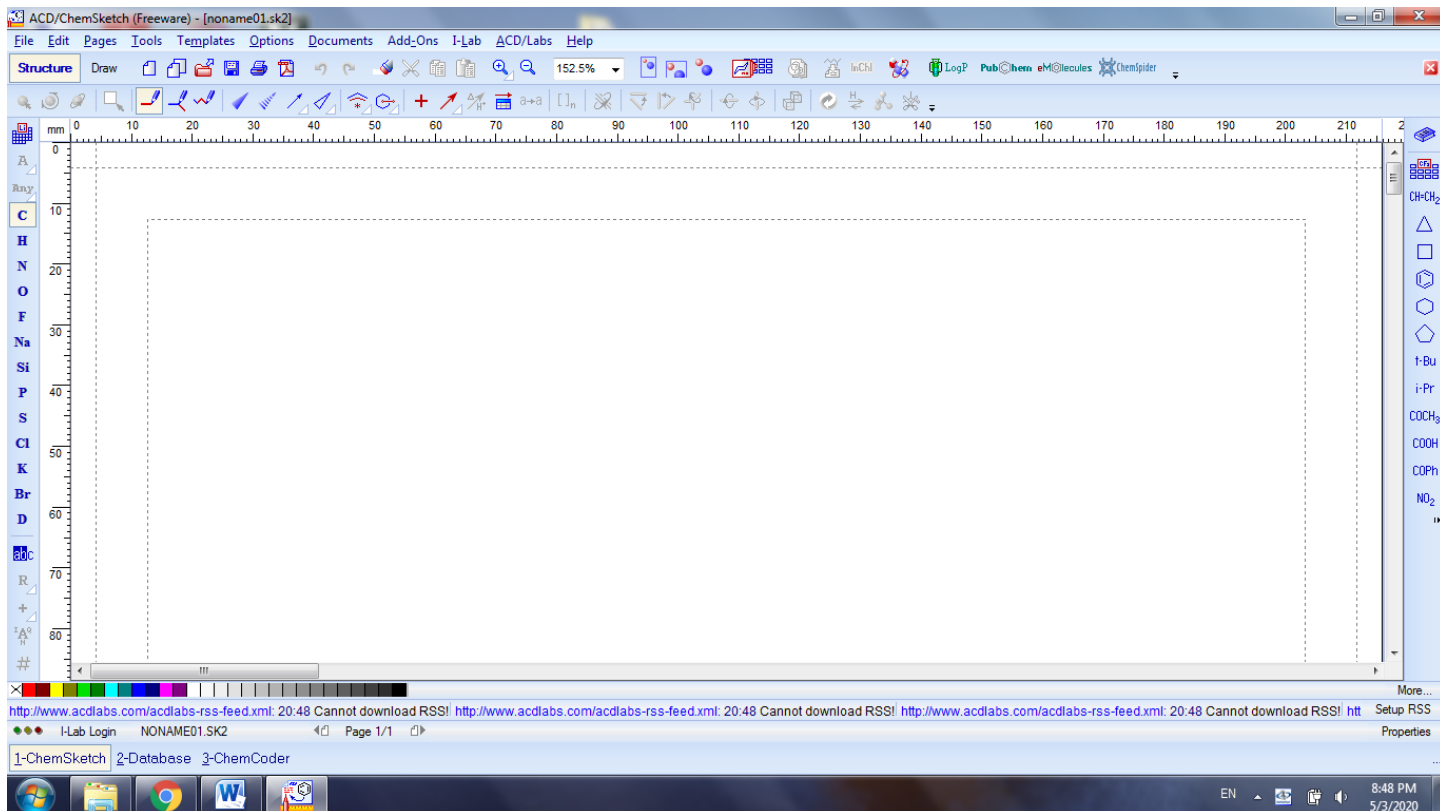 ACD/ChemSketch (Freeware) - [noname01.sk2]
File Edit Pages Tools Templates Options Documents Add-Ons I-Lab ACD/Labs Help
Structure Draw 152.5% InChI LogP PubChem eMolecules ChemSpider
H a→a []n H
mm 0 10 20 30 40 50 60 70 80 90 100 110 120 130 140 150 160 170 180 190 200 210 2
0
A
Any
C
10
H
N
20
O
F
30
Na
Si
P
40
S
Cl
50
K
Br
60
D
abc
70
R
+
80
#
CH=CH2
t-Bu
i-Pr
COCH3
COOH
COPh
NO2
More...
http://www.acdlabs.com/acdlabs-rss-feed.xml: 20:48 Cannot download RSS! http://www.acdlabs.com/acdlabs-rss-feed.xml: 20:48 Cannot download RSS! http://www.acdlabs.com/acdlabs-rss-feed.xml: 20:48 Cannot download RSS! htt Setup RSS
I-Lab Login NONAME01.SK2 Page 1/1 Properties
1-ChemSketch 2-Database 3-ChemCoder
EN 8:48 PM
5/3/2020